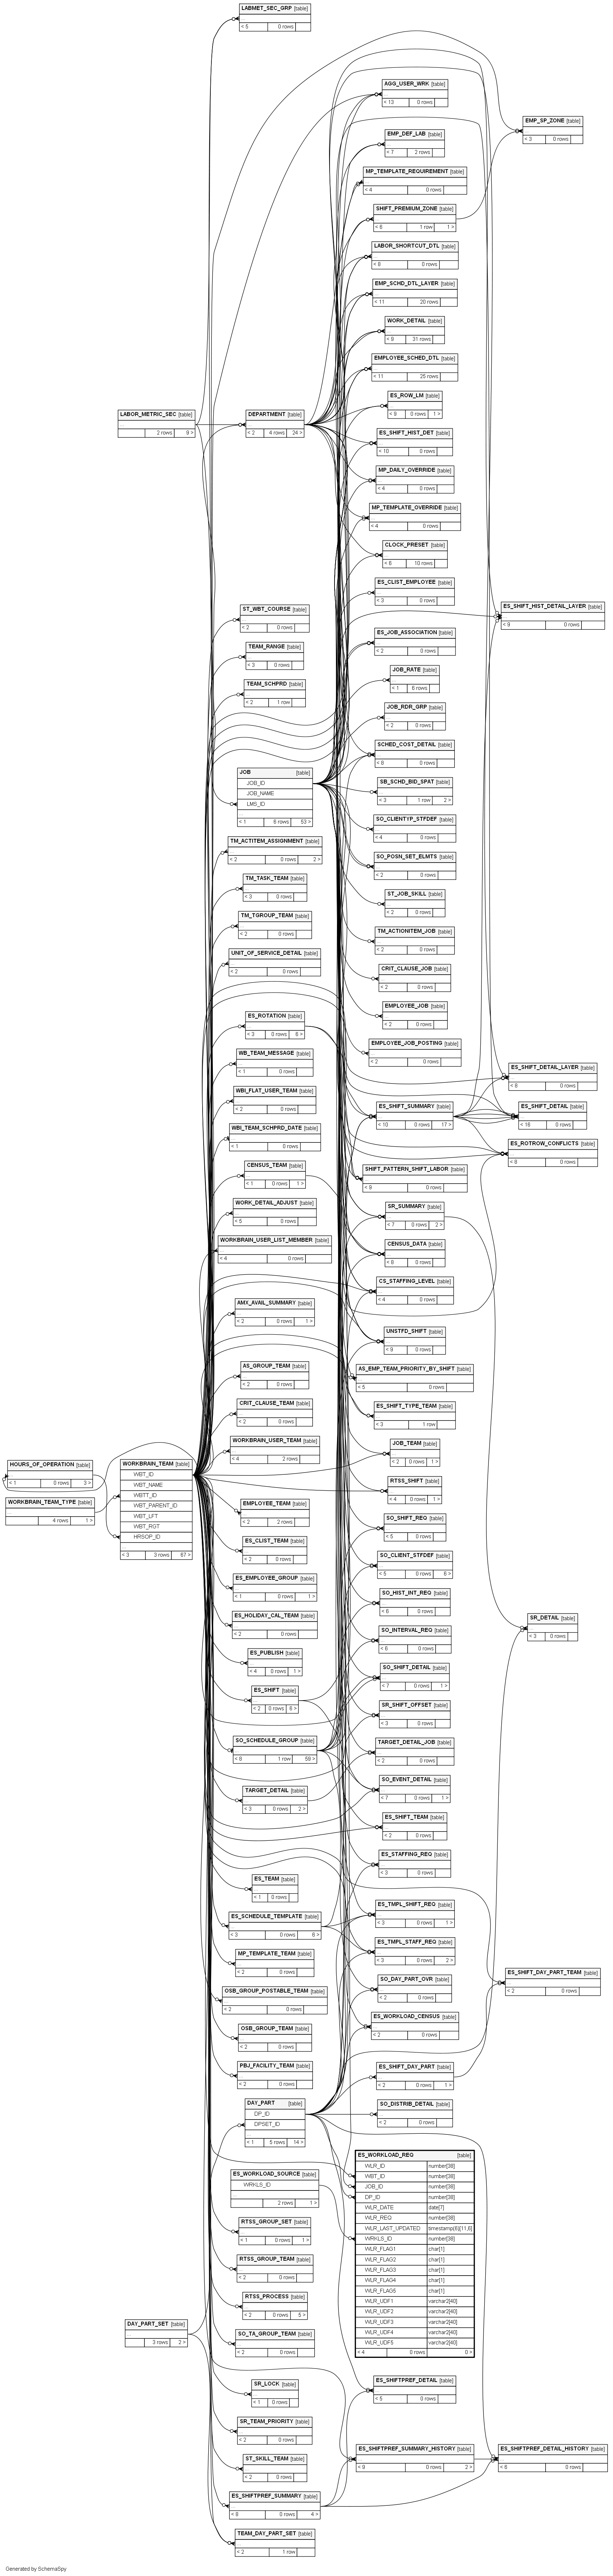 LABMET_SEC_GRP [table]
...
< 5 0 rows
AGG_USER_WRK [table]
...
< 13 0 rows
EMP_SP_ZONE [table]
...
< 3 0 rows
EMP_DEF_LAB [table]
...
< 7 2 rows
MP_TEMPLATE_REQUIREMENT [table]
...
< 4 0 rows
SHIFT_PREMIUM_ZONE [table]
...
< 6 1 row 1 >
LABOR_SHORTCUT_DTL [table]
...
< 8 0 rows
EMP_SCHD_DTL_LAYER [table]
...
< 11 20 rows
WORK_DETAIL [table]
...
< 9 31 rows
EMPLOYEE_SCHED_DTL [table]
...
< 11 25 rows
ES_ROW_LM [table]
...
< 9 0 rows 1 >
LABOR_METRIC_SEC [table]
...
2 rows 9 >
DEPARTMENT [table]
...
< 2 4 rows 24 >
ES_SHIFT_HIST_DET [table]
...
< 10 0 rows
MP_DAILY_OVERRIDE [table]
...
< 4 0 rows
MP_TEMPLATE_OVERRIDE [table]
...
< 4 0 rows
CLOCK_PRESET [table]
...
< 6 10 rows
ES_CLIST_EMPLOYEE [table]
...
< 3 0 rows
ST_WBT_COURSE [table]
...
< 2 0 rows
ES_SHIFT_HIST_DETAIL_LAYER [table]
...
< 9 0 rows
ES_JOB_ASSOCIATION [table]
...
< 2 0 rows
TEAM_RANGE [table]
...
< 3 0 rows
JOB_RATE [table]
...
< 1 6 rows
TEAM_SCHPRD [table]
...
< 2 1 row
JOB_RDR_GRP [table]
...
< 2 0 rows
SCHED_COST_DETAIL [table]
...
< 8 0 rows
JOB [table]
JOB_ID
JOB_NAME
LMS_ID
...
< 1 6 rows 53 >
SB_SCHD_BID_SPAT [table]
...
< 3 1 row 2 >
SO_CLIENTYP_STFDEF [table]
...
< 4 0 rows
TM_ACTITEM_ASSIGNMENT [table]
...
< 2 0 rows 2 >
SO_POSN_SET_ELMTS [table]
...
< 2 0 rows
TM_TASK_TEAM [table]
...
< 3 0 rows
ST_JOB_SKILL [table]
...
< 2 0 rows
TM_TGROUP_TEAM [table]
...
< 2 0 rows
TM_ACTIONITEM_JOB [table]
...
< 2 0 rows
UNIT_OF_SERVICE_DETAIL [table]
...
< 2 0 rows
CRIT_CLAUSE_JOB [table]
...
< 2 0 rows
EMPLOYEE_JOB [table]
...
< 2 0 rows
ES_ROTATION [table]
...
< 3 0 rows 8 >
EMPLOYEE_JOB_POSTING [table]
...
< 2 0 rows
WB_TEAM_MESSAGE [table]
...
< 1 0 rows
ES_SHIFT_DETAIL_LAYER [table]
...
< 8 0 rows
WBI_FLAT_USER_TEAM [table]
...
< 2 0 rows
ES_SHIFT_SUMMARY [table]
...
< 10 0 rows 17 >
ES_SHIFT_DETAIL [table]
...
< 16 0 rows
WBI_TEAM_SCHPRD_DATE [table]
...
< 1 0 rows
ES_ROTROW_CONFLICTS [table]
...
< 8 0 rows
CENSUS_TEAM [table]
...
< 1 0 rows 1 >
SHIFT_PATTERN_SHIFT_LABOR [table]
...
< 9 0 rows
WORK_DETAIL_ADJUST [table]
...
< 5 0 rows
SR_SUMMARY [table]
...
< 7 0 rows 2 >
WORKBRAIN_USER_LIST_MEMBER [table]
...
< 4 0 rows
CENSUS_DATA [table]
...
< 8 0 rows
CS_STAFFING_LEVEL [table]
...
< 4 0 rows
AMX_AVAIL_SUMMARY [table]
...
< 2 0 rows 1 >
UNSTFD_SHIFT [table]
...
< 9 0 rows
AS_GROUP_TEAM [table]
...
< 2 0 rows
AS_EMP_TEAM_PRIORITY_BY_SHIFT [table]
...
< 5 0 rows
CRIT_CLAUSE_TEAM [table]
...
< 2 0 rows
ES_SHIFT_TYPE_TEAM [table]
...
< 3 1 row
WORKBRAIN_USER_TEAM [table]
...
< 4 2 rows
JOB_TEAM [table]
...
< 2 0 rows 1 >
HOURS_OF_OPERATION [table]
...
< 1 0 rows 3 >
WORKBRAIN_TEAM_TYPE [table]
...
4 rows 1 >
WORKBRAIN_TEAM [table]
WBT_ID
WBT_NAME
WBTT_ID
WBT_PARENT_ID
WBT_LFT
WBT_RGT
HRSOP_ID
...
< 3 3 rows 87 >
RTSS_SHIFT [table]
...
< 4 0 rows 1 >
EMPLOYEE_TEAM [table]
...
< 2 2 rows
SO_SHIFT_REQ [table]
...
< 5 0 rows
ES_CLIST_TEAM [table]
...
< 2 0 rows
SO_CLIENT_STFDEF [table]
...
< 5 0 rows 6 >
ES_EMPLOYEE_GROUP [table]
...
< 1 0 rows 1 >
SO_HIST_INT_REQ [table]
...
< 6 0 rows
ES_HOLIDAY_CAL_TEAM [table]
...
< 2 0 rows
SR_DETAIL [table]
...
< 3 0 rows
SO_INTERVAL_REQ [table]
...
< 6 0 rows
ES_PUBLISH [table]
...
< 4 0 rows 1 >
SO_SHIFT_DETAIL [table]
...
< 7 0 rows 1 >
ES_SHIFT [table]
...
< 2 0 rows 8 >
SR_SHIFT_OFFSET [table]
...
< 3 0 rows
SO_SCHEDULE_GROUP [table]
...
< 8 1 row 59 >
TARGET_DETAIL_JOB [table]
...
< 2 0 rows
TARGET_DETAIL [table]
...
< 3 0 rows 2 >
SO_EVENT_DETAIL [table]
...
< 7 0 rows 1 >
ES_SHIFT_TEAM [table]
...
< 2 0 rows
ES_STAFFING_REQ [table]
...
< 3 0 rows
ES_TEAM [table]
...
< 1 0 rows
ES_TMPL_SHIFT_REQ [table]
...
< 3 0 rows 1 >
ES_SCHEDULE_TEMPLATE [table]
...
< 3 0 rows 6 >
ES_TMPL_STAFF_REQ [table]
...
< 3 0 rows 2 >
MP_TEMPLATE_TEAM [table]
...
< 2 0 rows
ES_SHIFT_DAY_PART_TEAM [table]
...
< 2 0 rows
SO_DAY_PART_OVR [table]
...
< 2 0 rows
OSB_GROUP_POSTABLE_TEAM [table]
...
< 2 0 rows
ES_WORKLOAD_CENSUS [table]
...
< 2 0 rows
OSB_GROUP_TEAM [table]
...
< 2 0 rows
PBJ_FACILITY_TEAM [table]
...
< 2 0 rows
ES_SHIFT_DAY_PART [table]
...
< 2 0 rows 1 >
DAY_PART [table]
DP_ID
DPSET_ID
...
< 1 5 rows 14 >
SO_DISTRIB_DETAIL [table]
...
< 2 0 rows
ES_WORKLOAD_REQ [table]
WLR_ID number[38]
WBT_ID number[38]
JOB_ID number[38]
DP_ID number[38]
WLR_DATE date[7]
WLR_REQ number[38]
WLR_LAST_UPDATED timestamp(6)[11,6]
WRKLS_ID number[38]
WLR_FLAG1 char[1]
WLR_FLAG2 char[1]
WLR_FLAG3 char[1]
WLR_FLAG4 char[1]
WLR_FLAG5 char[1]
WLR_UDF1 varchar2[40]
WLR_UDF2 varchar2[40]
WLR_UDF3 varchar2[40]
WLR_UDF4 varchar2[40]
WLR_UDF5 varchar2[40]
< 4 0 rows 0 >
ES_WORKLOAD_SOURCE [table]
WRKLS_ID
...
2 rows 1 >
RTSS_GROUP_SET [table]
...
< 1 0 rows 1 >
RTSS_GROUP_TEAM [table]
...
< 2 0 rows
RTSS_PROCESS [table]
...
< 2 0 rows 5 >
DAY_PART_SET [table]
...
3 rows 2 >
SO_TA_GROUP_TEAM [table]
...
< 2 0 rows
SR_LOCK [table]
...
< 1 0 rows
ES_SHIFTPREF_DETAIL [table]
...
< 5 0 rows
SR_TEAM_PRIORITY [table]
...
< 2 0 rows
ES_SHIFTPREF_SUMMARY_HISTORY [table]
...
< 9 0 rows 2 >
ES_SHIFTPREF_DETAIL_HISTORY [table]
...
< 6 0 rows
ST_SKILL_TEAM [table]
...
< 2 0 rows
ES_SHIFTPREF_SUMMARY [table]
...
< 8 0 rows 4 >
TEAM_DAY_PART_SET [table]
...
< 2 1 row
Generated by SchemaSpy